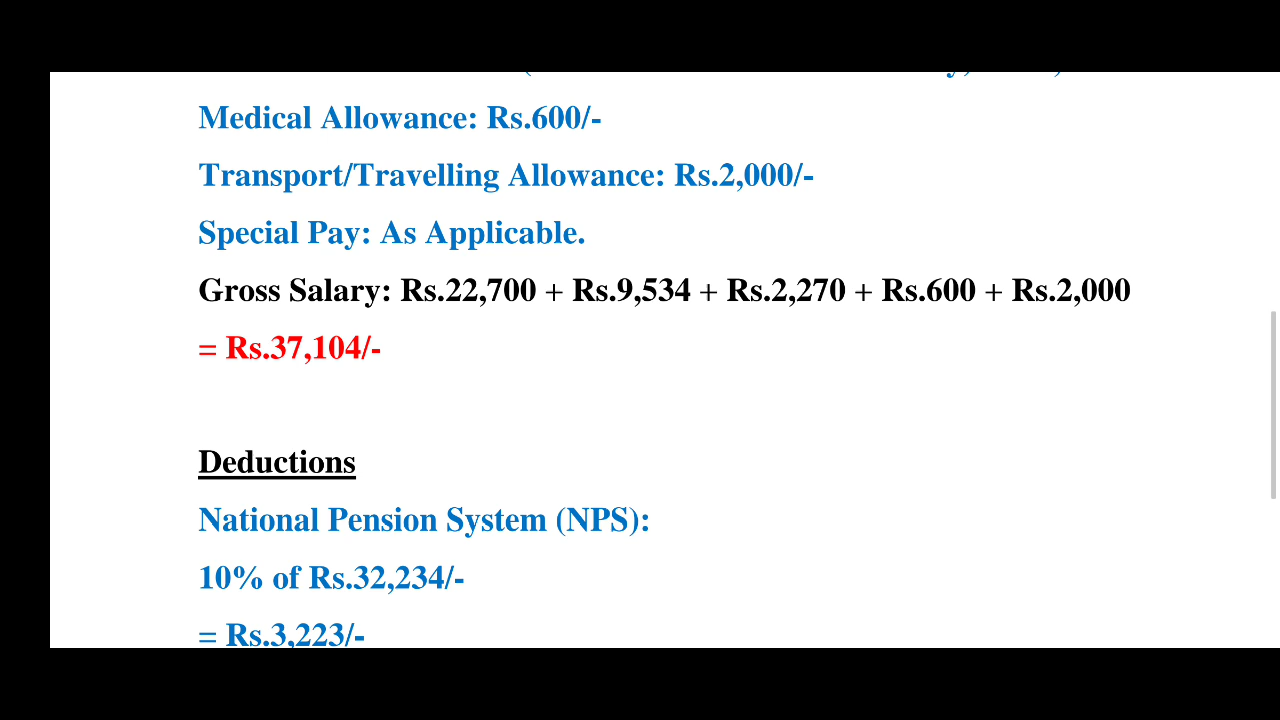 Medical Allowance: Rs.600/-
Transport/Travelling Allowance: Rs.2,000/-
Special Pay: As Applicable.
Gross Salary: Rs.22,700 + Rs.9,534 + Rs.2,270 + Rs.600 + Rs.2,000
= Rs.37,104/-
Deductions
National Pension System (NPS):
10% of Rs.32,234/-
= Rs.3,223/-